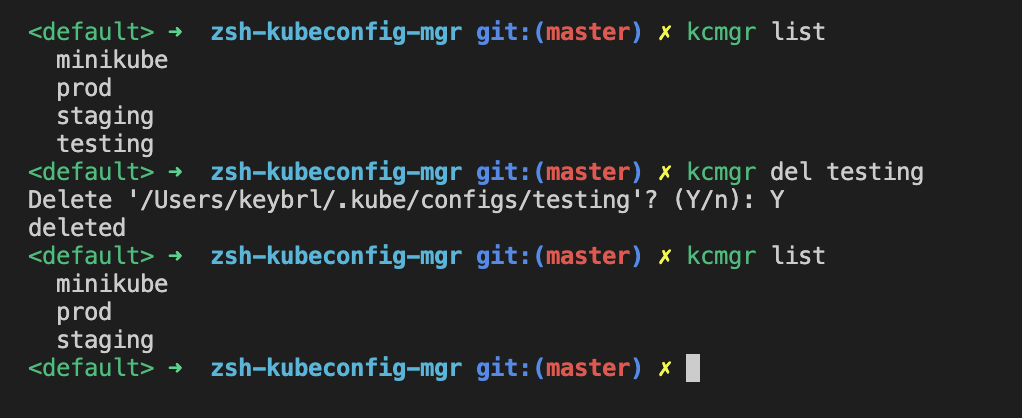 <default> ➜  zsh-kubeconfig-mgr git:(master) ✗ kcmgr list
  minikube
  prod
  staging
  testing
<default> ➜  zsh-kubeconfig-mgr git:(master) ✗ kcmgr del testing
Delete '/Users/keybrl/.kube/configs/testing'? (Y/n): Y
deleted
<default> ➜  zsh-kubeconfig-mgr git:(master) ✗ kcmgr list
  minikube
  prod
  staging
<default> ➜  zsh-kubeconfig-mgr git:(master) ✗